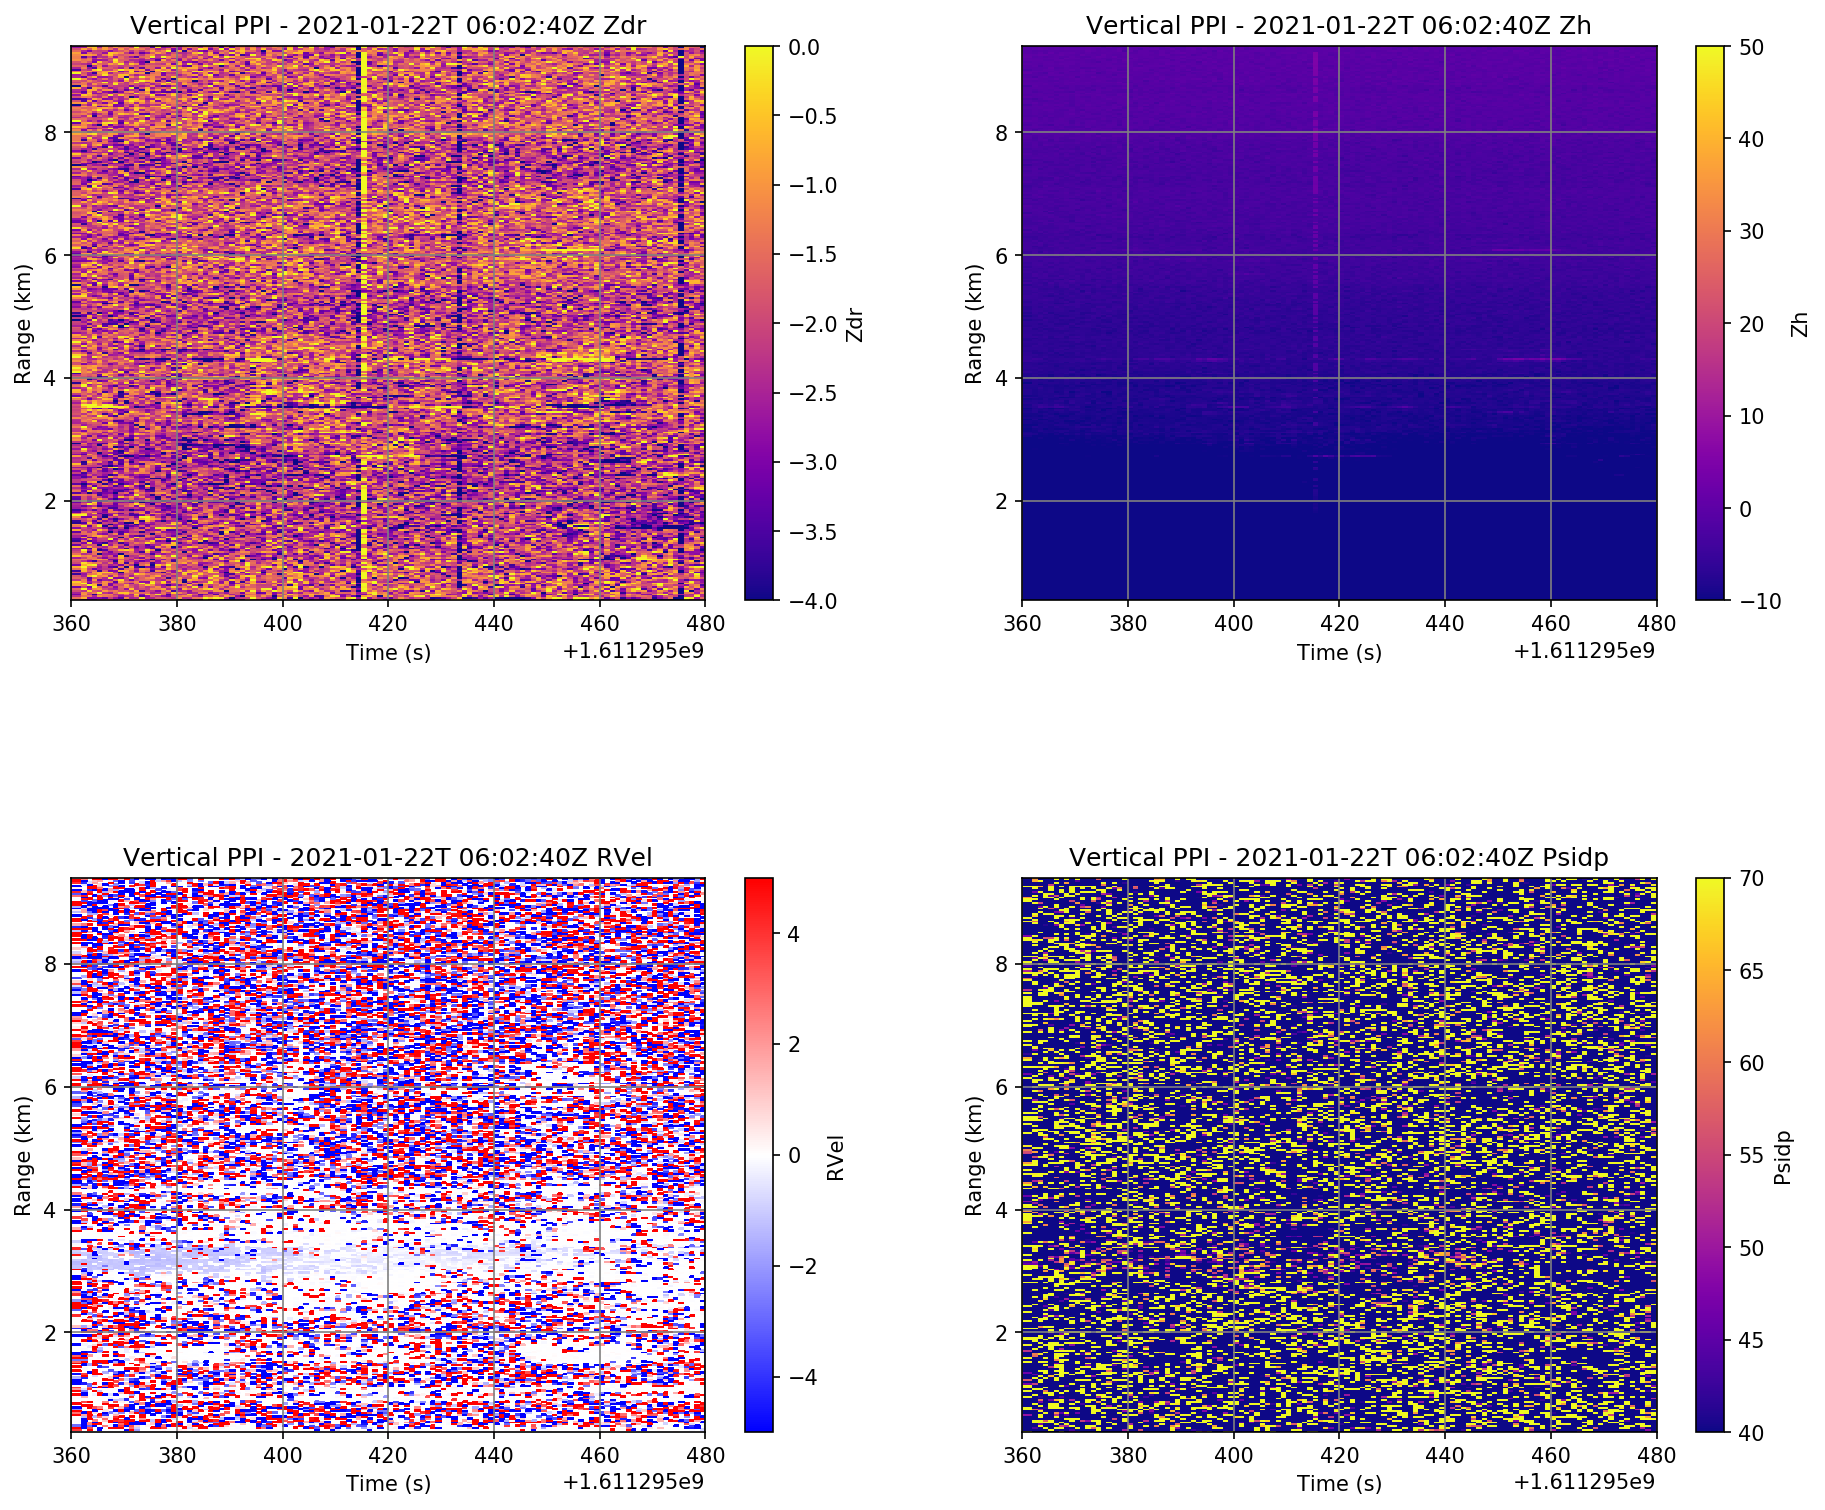 Vertical PPI - 2021-01-22T 06:02:40Z Zdr
Range (km)
8
6
4
2
360 380 400 420 440 460 480
Time (s)
+1.611295e9
0.0
−0.5
−1.0
−1.5
−2.0
−2.5
−3.0
−3.5
−4.0
Zdr
Vertical PPI - 2021-01-22T 06:02:40Z Zh
Range (km)
8
6
4
2
360 380 400 420 440 460 480
Time (s)
+1.611295e9
50
40
30
20
10
0
−10
Zh
Vertical PPI - 2021-01-22T 06:02:40Z RVel
Range (km)
8
6
4
2
360 380 400 420 440 460 480
Time (s)
+1.611295e9
4
2
0
−2
−4
RVel
Vertical PPI - 2021-01-22T 06:02:40Z Psidp
Range (km)
8
6
4
2
360 380 400 420 440 460 480
Time (s)
+1.611295e9
70
65
60
55
50
45
40
Psidp